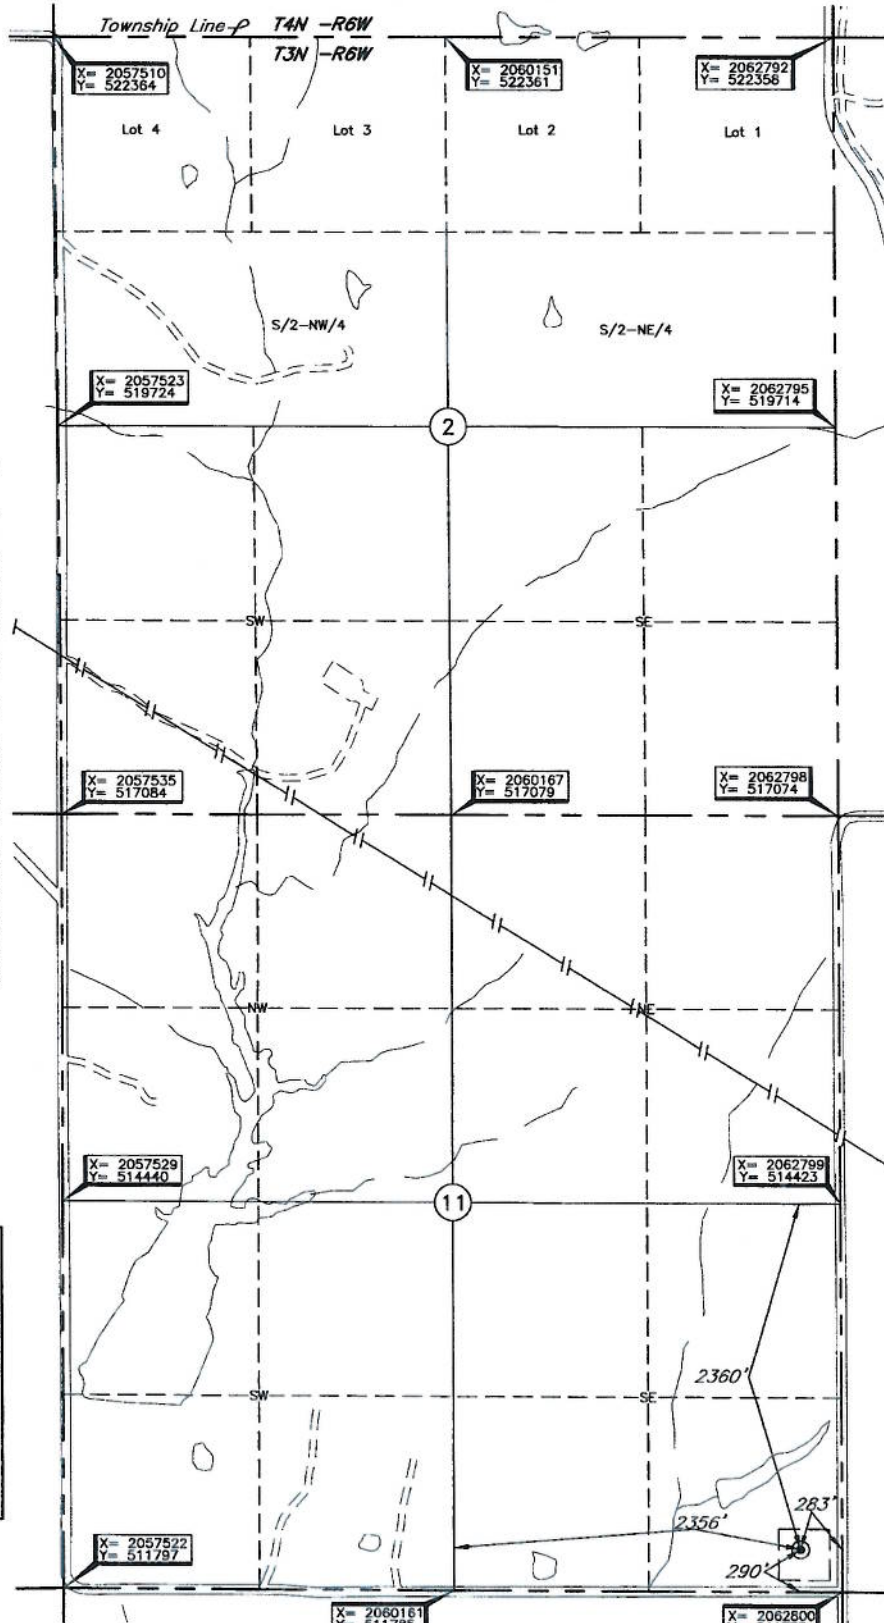 Township Line
T4N -R6W
T3N -R6W
X= 2057510
Y= 522364
X= 2060151
Y= 522361
X= 2062792
Y= 522358
Lot 4
Lot 3
Lot 2
Lot 1
S/2-NW/4
S/2-NE/4
X= 2057523
Y= 519724
X= 2062795
Y= 519714
2
SW
SE
X= 2057535
Y= 517084
X= 2060167
Y= 517079
X= 2062798
Y= 517074
NW
NE
X= 2057529
Y= 514440
X= 2062799
Y= 514423
11
2360'
SW
SE
283'
2356'
290'
X= 2057522
Y= 511797
X= 2060161
X= 2062800